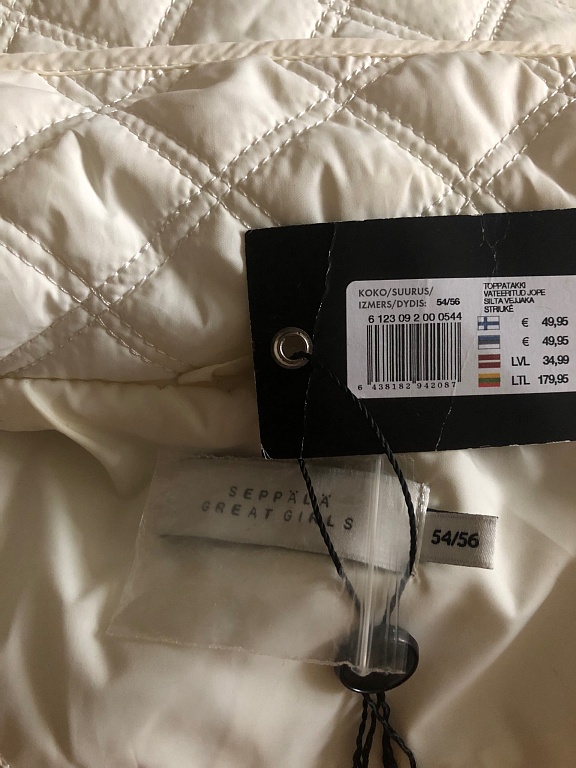 KOKO/SUURUS/
IZMERS/DYDIS: 54/56
6 123 09 2 00 0544
6 438182 942087
TOPPATAKKI
VATEERITUD JOPE
SILTA VEJJAKA
STRIUKĖ
€ 49,95
€ 49,95
LVL 34,99
LTL 179,95
SEPPÄLÄ
GREAT GIRLS
54/56